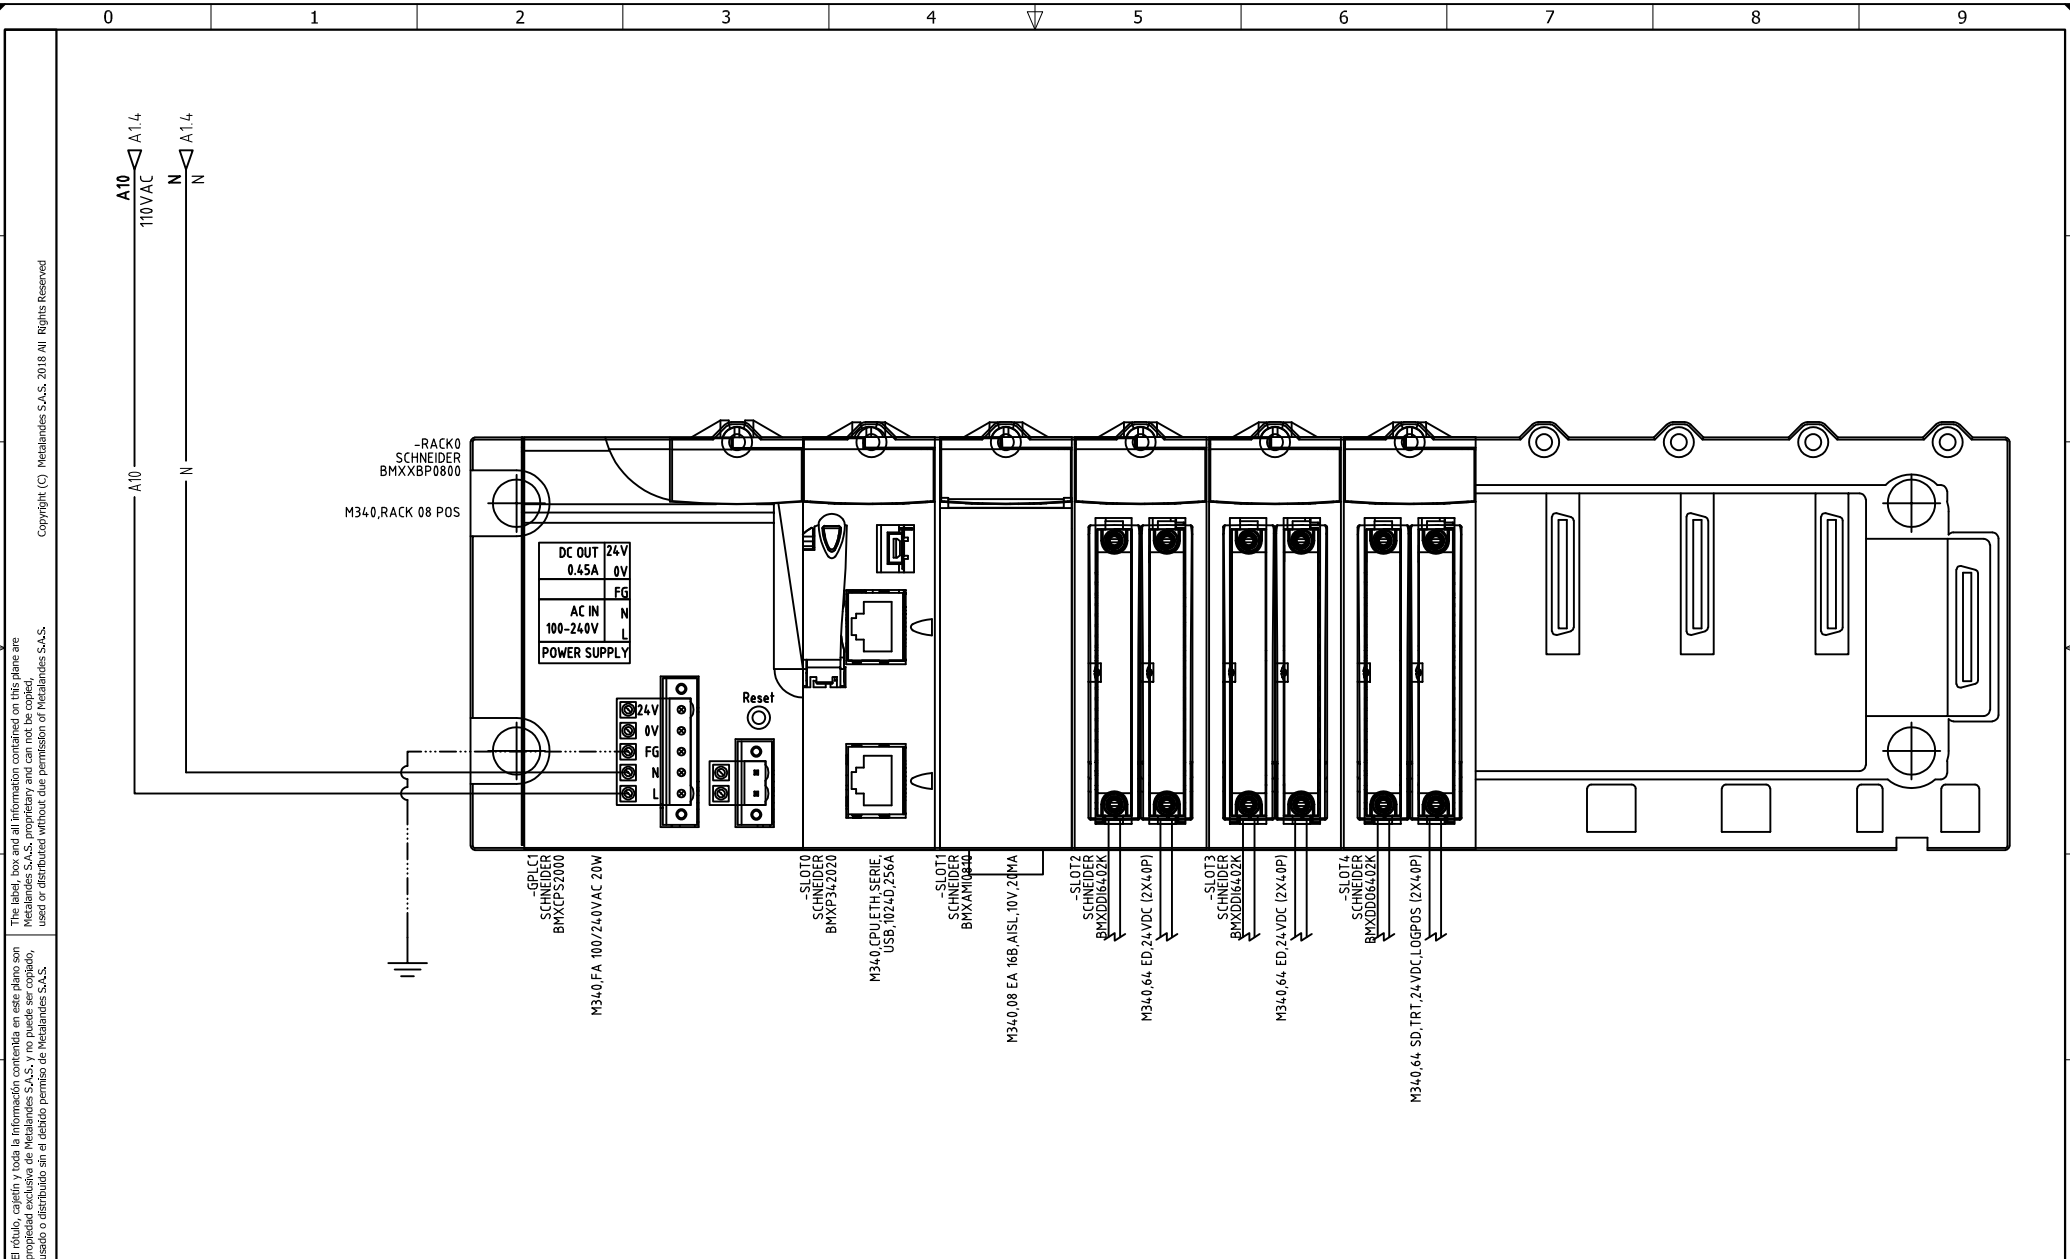 0 1 2 3 4 5 6 7 8 9
A1.4
A1.4
A10
110VAC
N
N
A10
N
Copyright (C) Metalandes S.A.S. 2018 All Rights Reserved
The label, box and all information contained on this plane are
Metalandes S.A.S. proprietary and can not be copied,
used or distributed without due permission of Metalandes S.A.S.
El rótulo, cajetín y toda la información contenida en este plano son
propiedad exclusiva de Metalandes S.A.S. y no puede ser copiado,
usado o distribuido sin el debido permiso de Metalandes S.A.S.
-RACK0
SCHNEIDER
BMXXBP0800
M340,RACK 08 POS
DC OUT 24V
0.45A 0V
FG
AC IN N
100-240V L
POWER SUPPLY
24V
0V
FG
N
L
Reset
-GPLC1
SCHNEIDER
BMXCPS2000
M340,FA 100/240VAC 20W
-SLOT0
SCHNEIDER
BMXP342020
M340,CPU,ETH,SERIE,
USB,1024D,256A
-SLOT1
SCHNEIDER
BMXAMI0810
M340,08 EA 16B,AISL,10V,20MA
-SLOT2
SCHNEIDER
BMXDDI6402K
M340,64 ED,24VDC (2X40P)
-SLOT3
SCHNEIDER
BMXDDI6402K
M340,64 ED,24VDC (2X40P)
-SLOT4
SCHNEIDER
BMXDDO6402K
M340,64 SD,TRT,24VDC,LOGPOS (2X40P)